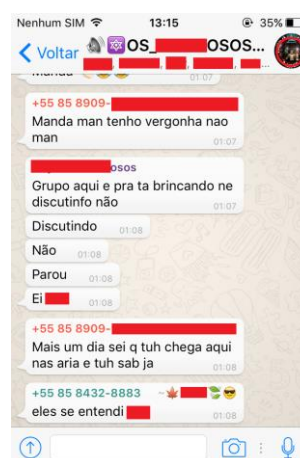 Nenhum SIM 13:15 35%
Voltar OS_ OSOS...
01:07
+55 85 8909-
Manda man tenho vergonha nao
man 01:07
osos
Grupo aqui e pra ta brincando ne
discutinfo não 01:07
Discutindo 01:08
Não 01:08
Parou 01:08
Ei 01:08
+55 85 8909-
Mais um dia sei q tuh chega aqui
nas aria e tuh sab ja 01:08
+55 85 8432-8883 ~
eles se entendi 01:08